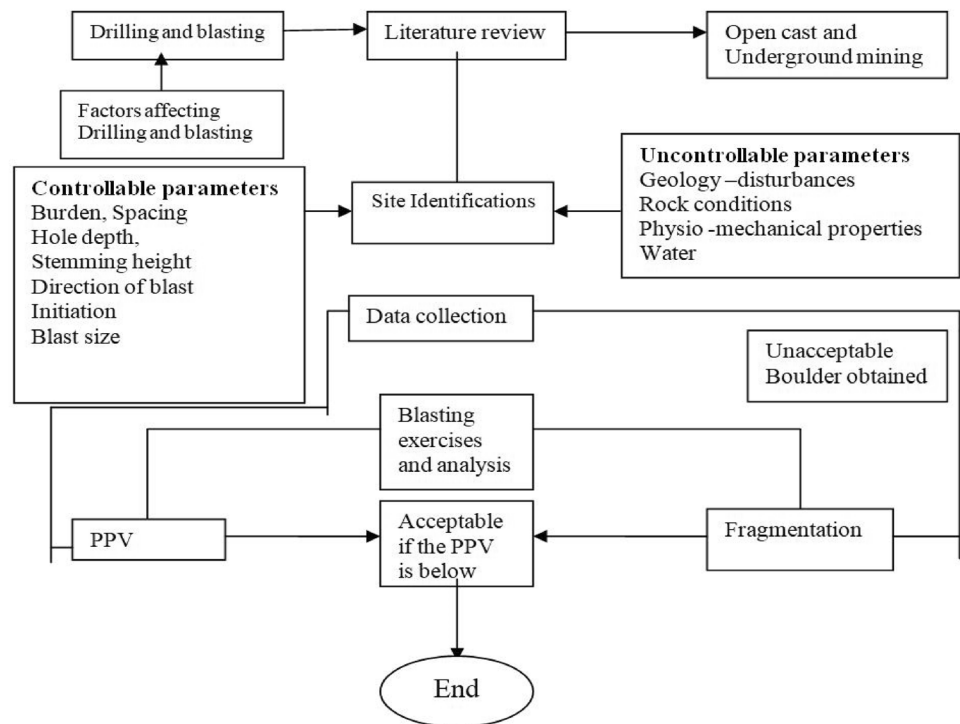 Drilling and blasting
Literature review
Open cast and
Underground mining
Factors affecting
Drilling and blasting
Controllable parameters
Burden, Spacing
Hole depth,
Stemming height
Direction of blast
Initiation
Blast size
Site Identifications
Uncontrollable parameters
Geology –disturbances
Rock conditions
Physio -mechanical properties
Water
Data collection
Unacceptable
Boulder obtained
Blasting
exercises
and analysis
PPV
Acceptable
if the PPV
is below
Fragmentation
End